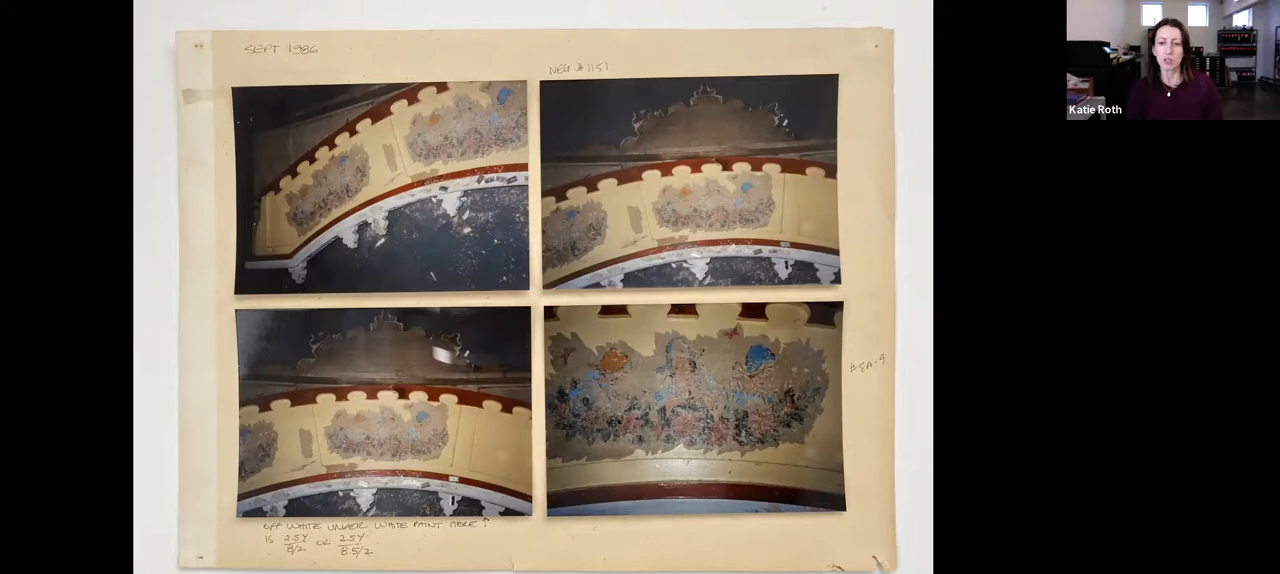 SEPT 1986
NEG # 1151
Katie Roth
B-EA-9
OFF WHITE UNDER WHITE PAINT HERE ↑
IS 2.5Y 8/2 OR 2.5Y 8.5/2